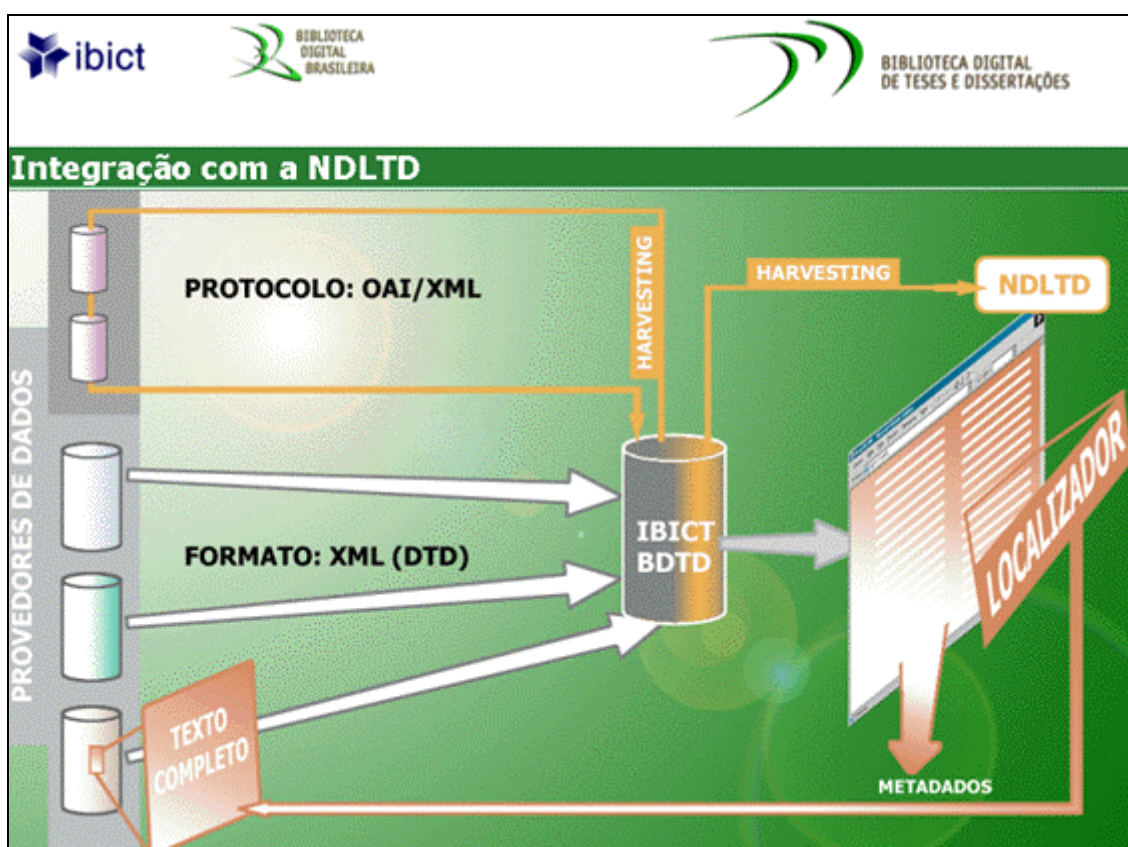 ibict
BIBLIOTECA
DIGITAL
BRASILEIRA
BIBLIOTECA DIGITAL
DE TESES E DISSERTAÇÕES
Integração com a NDLTD
PROTOCOLO: OAI/XML
HARVESTING
HARVESTING
NDLTD
PROVEDORES DE DADOS
FORMATO: XML (DTD)
IBICT
BDTD
LOCALIZADOR
TEXTO
COMPLETO
METADADOS